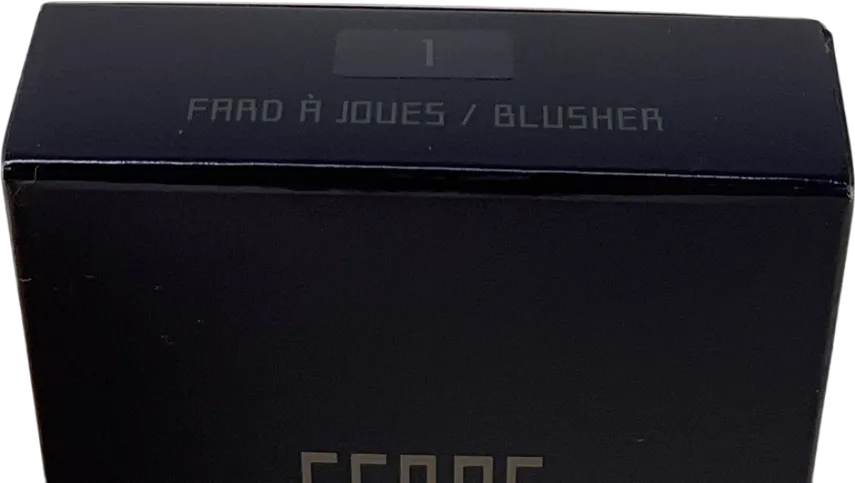 1
FARD À JOUES / BLUSHER